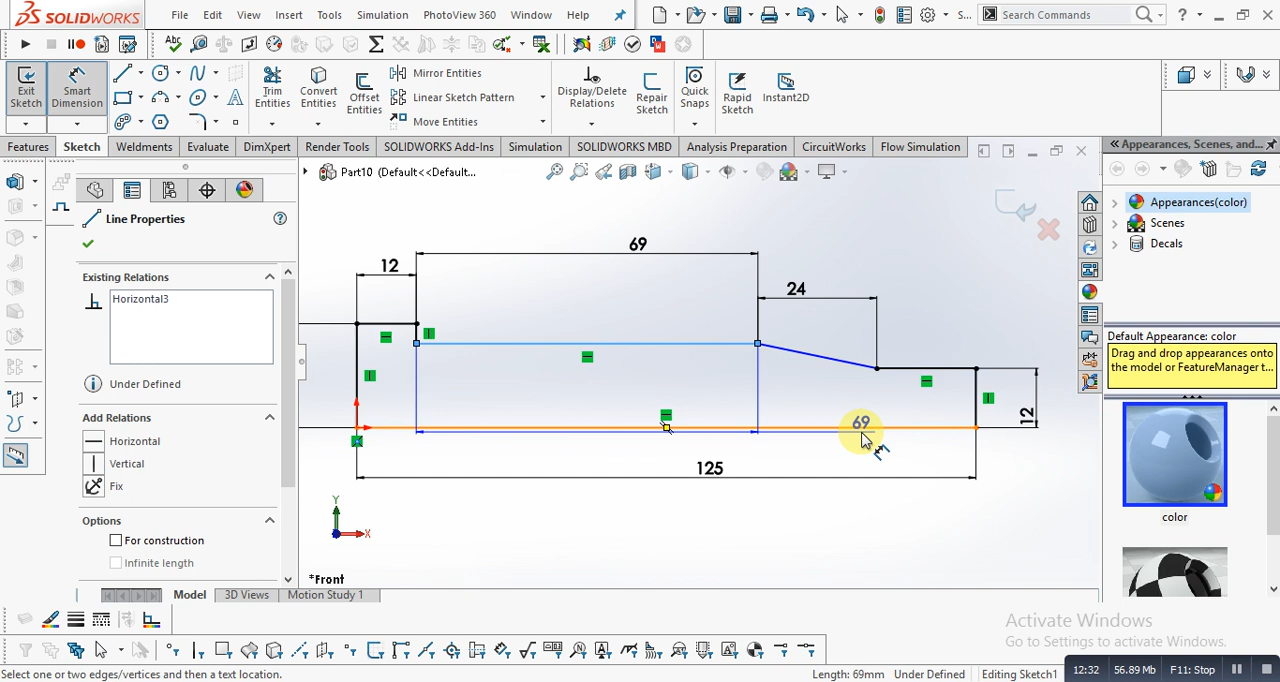 SOLIDWORKS File Edit View Insert Tools Simulation PhotoView 360 Window Help S... Search Commands
Exit Sketch
Smart Dimension
Trim Entities
Convert Entities
Offset Entities
Mirror Entities
Linear Sketch Pattern
Move Entities
Display/Delete Relations
Repair Sketch
Quick Snaps
Rapid Sketch
Instant2D
Features Sketch Weldments Evaluate DimXpert Render Tools SOLIDWORKS Add-Ins Simulation SOLIDWORKS MBD Analysis Preparation CircuitWorks Flow Simulation
Appearances, Scenes, and...
Part10 (Default<<Default...
Line Properties
Existing Relations
Horizontal3
Under Defined
Add Relations
Horizontal
Vertical
Fix
Options
For construction
Infinite length
69
12
24
12
69
125
Y
X
*Front
Appearances(color)
Scenes
Decals
Default Appearance: color
Drag and drop appearances onto
the model or FeatureManager t...
color
Model 3D Views Motion Study 1
Activate Windows
Go to Settings to activate Windows.
Select one or two edges/vertices and then a text location. Length: 69mm Under Defined Editing Sketch1
12:32 56.89 Mb F11: Stop